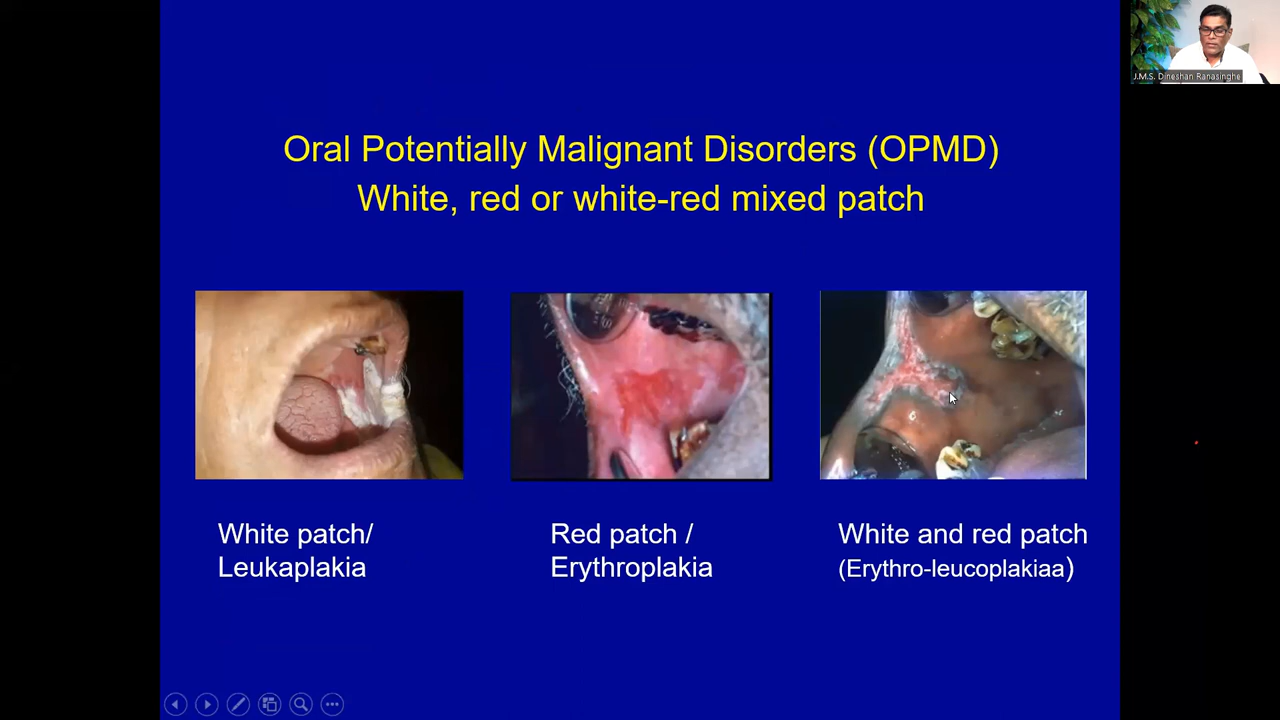 J.M.S. Dineshan Ranasinghe
Oral Potentially Malignant Disorders (OPMD)
White, red or white-red mixed patch
White patch/
Leukaplakia
Red patch /
Erythroplakia
White and red patch
(Erythro-leucoplakiaa)